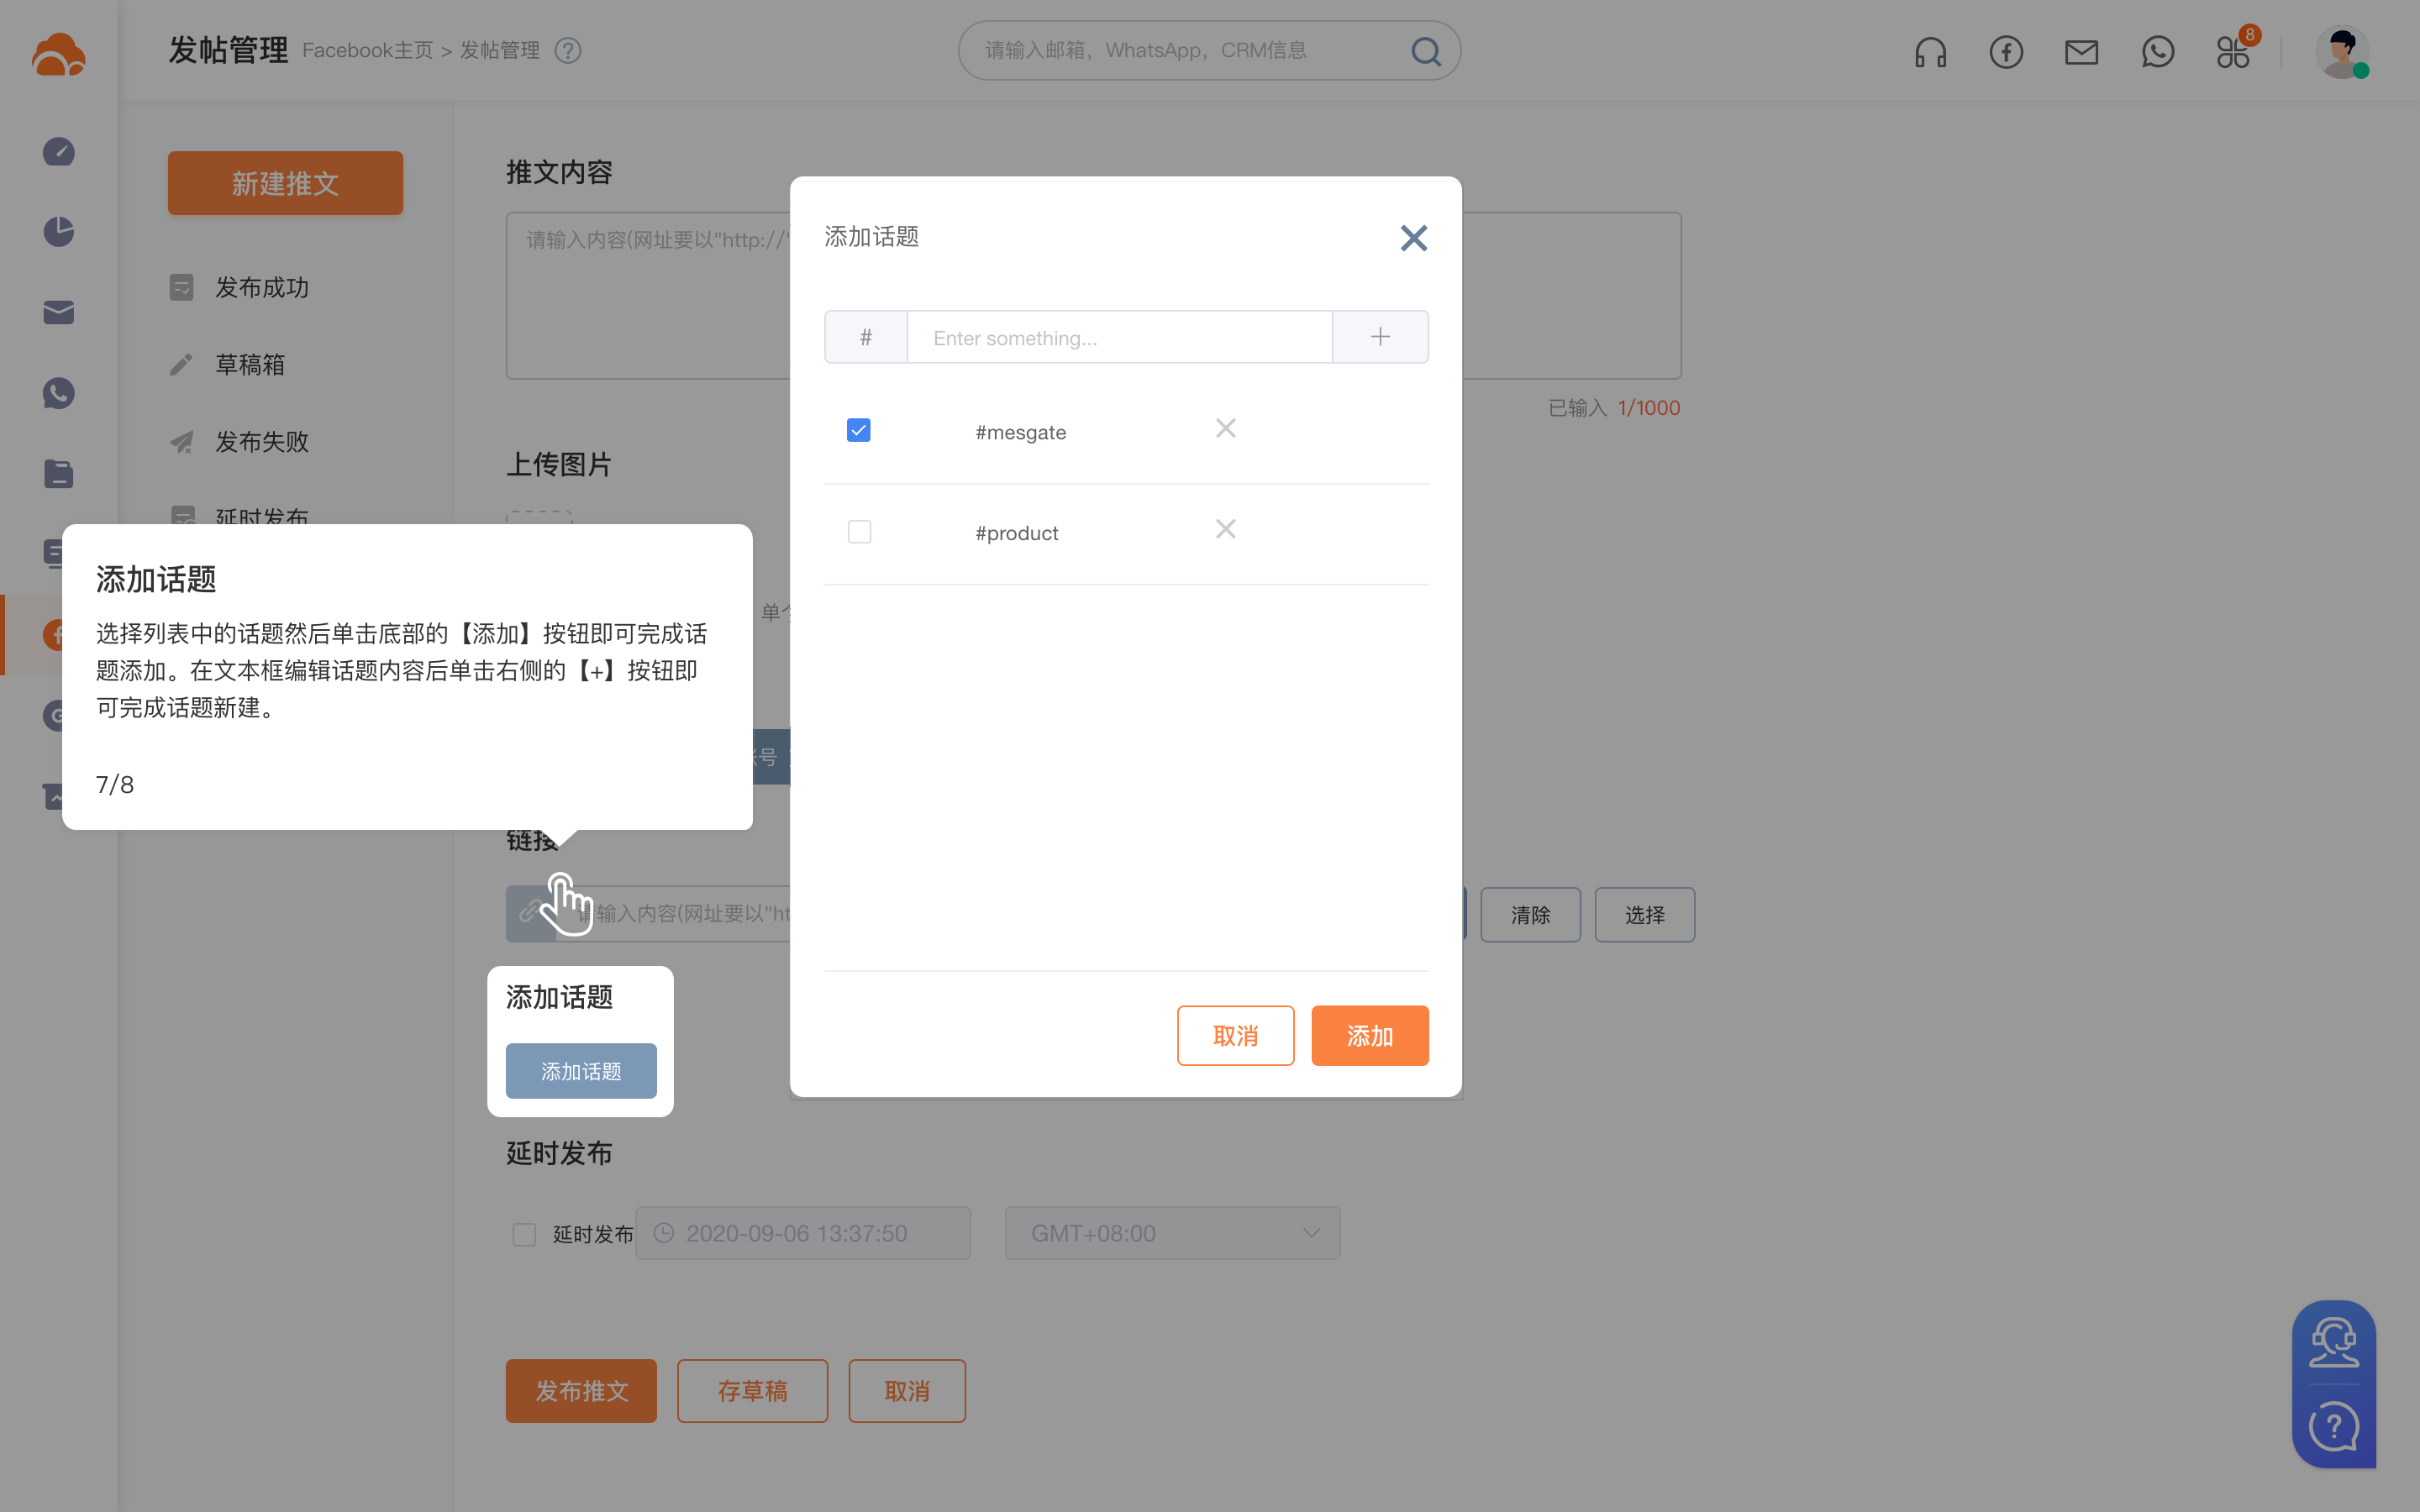 发帖管理 Facebook主页 > 发帖管理 ?
请输入邮箱，WhatsApp，CRM信息
8
新建推文
发布成功
草稿箱
发布失败
延时发布
推文内容
请输入内容(网址要以"http://"
已输入 1/1000
上传图片
添加话题
选择列表中的话题然后单击底部的【添加】按钮即可完成话
题添加。在文本框编辑话题内容后单击右侧的【+】按钮即
可完成话题新建。
7/8
号
链接
请输入内容(网址要以"ht
清除
选择
添加话题
添加话题
添加话题
# Enter something... +
#mesgate
#product
取消
添加
延时发布
延时发布 2020-09-06 13:37:50 GMT+08:00
发布推文
存草稿
取消